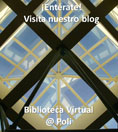 ¡Entérate!
Visita nuestro blog
Biblioteca Virtual
@ Poli